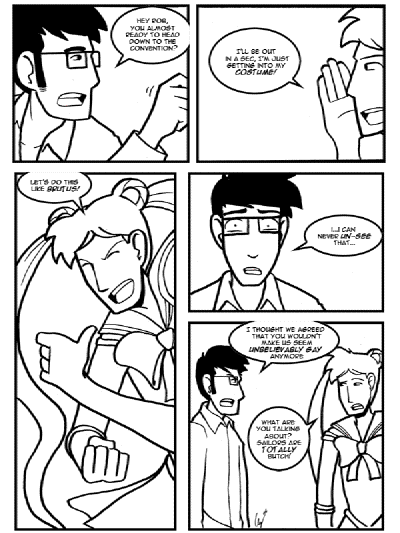 HEY ROB,
YOU ALMOST
READY TO HEAD
DOWN TO THE
CONVENTION?
I'LL BE OUT
IN A SEC, I'M JUST
GETTING INTO MY
COSTUME!
LET'S DO THIS
LIKE BRUTUS!
I...I CAN
NEVER UN-SEE
THAT...
I THOUGHT WE AGREED
THAT YOU WOULDN'T
MAKE US SEEM
UNBELIEVABLY GAY
ANYMORE
WHAT ARE
YOU TALKING
ABOUT?
SAILORS ARE
TOTALLY
BUTCH!